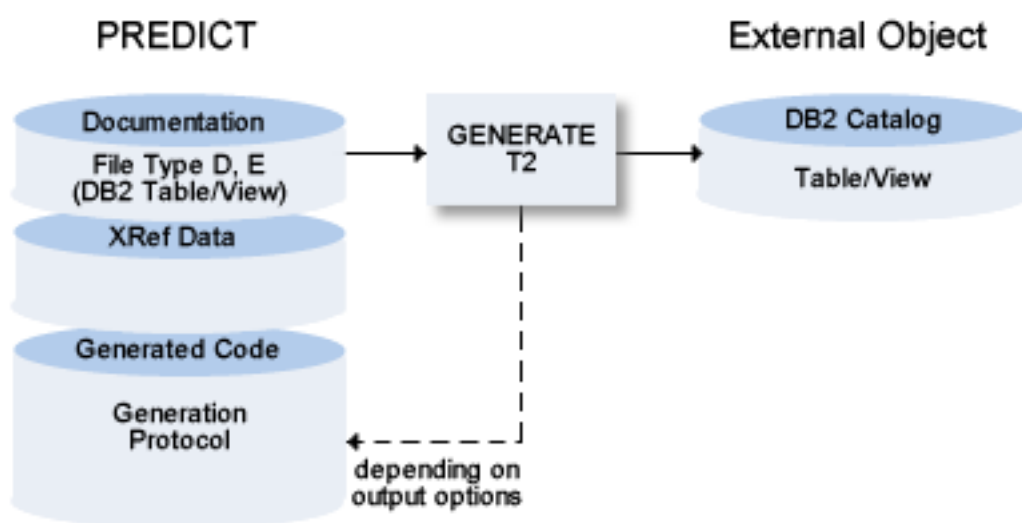 PREDICT
External Object
Documentation
File Type D, E
(DB2 Table/View)
GENERATE
T2
DB2 Catalog
Table/View
XRef Data
Generated Code
Generation
Protocol
depending on
output options